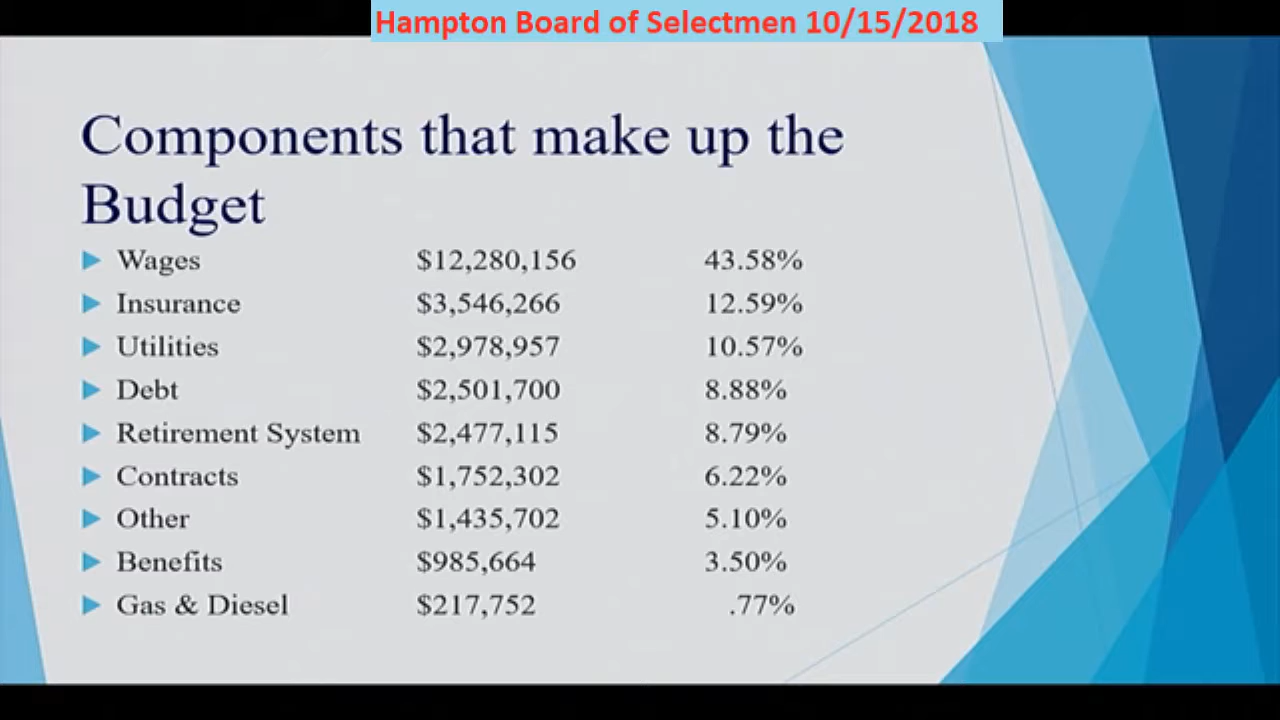 Hampton Board of Selectmen 10/15/2018
Components that make up the
Budget
Wages $12,280,156 43.58%
Insurance $3,546,266 12.59%
Utilities $2,978,957 10.57%
Debt $2,501,700 8.88%
Retirement System $2,477,115 8.79%
Contracts $1,752,302 6.22%
Other $1,435,702 5.10%
Benefits $985,664 3.50%
Gas & Diesel $217,752 .77%